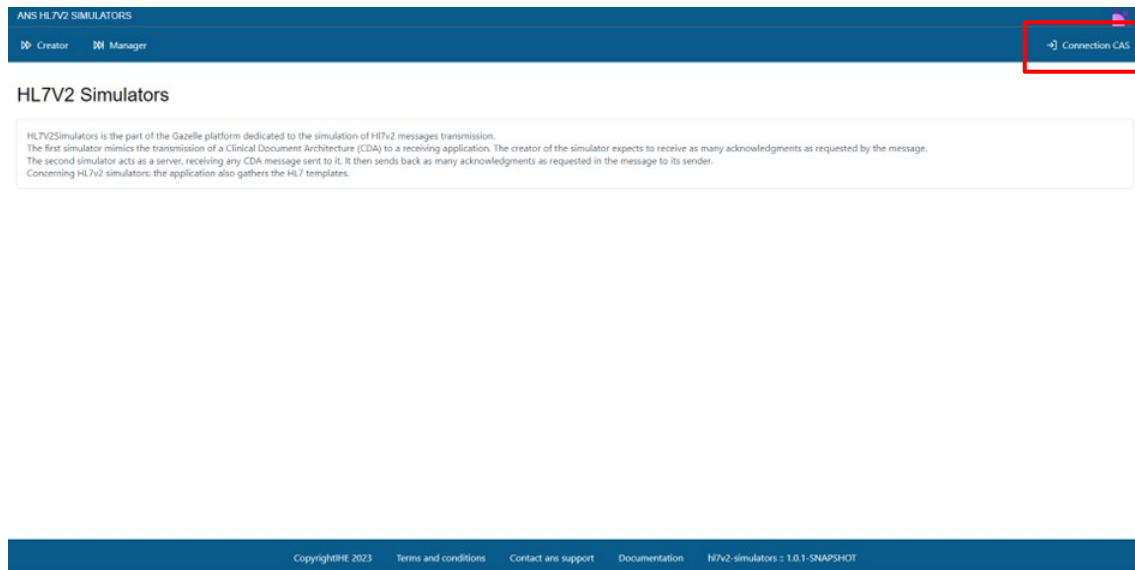 ANS HL7V2 SIMULATORS
Creator Manager Connection CAS
HL7V2 Simulators
HL7V2Simulators is the part of the Gazelle platform dedicated to the simulation of Hl7v2 messages transmission.
The first simulator mimics the transmission of a Clinical Document Architecture (CDA) to a receiving application. The creator of the simulator expects to receive as many acknowledgments as requested by the message.
The second simulator acts as a server, receiving any CDA message sent to it. It then sends back as many acknowledgments as requested in the message to its sender.
Concerning HL7v2 simulators: the application also gathers the HL7 templates.
CopyrightIHE 2023 Terms and conditions Contact ans support Documentation hl7v2-simulators :: 1.0.1-SNAPSHOT